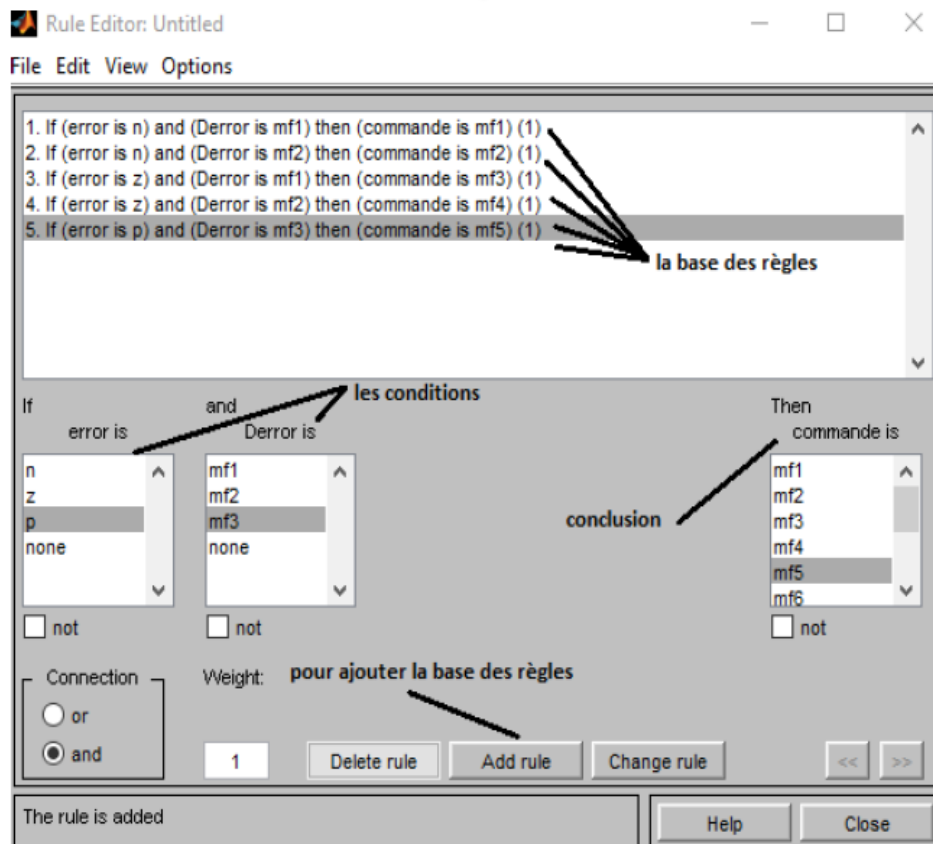 Rule Editor: Untitled
File Edit View Options
1. If (error is n) and (Derror is mf1) then (commande is mf1) (1)
2. If (error is n) and (Derror is mf2) then (commande is mf2) (1)
3. If (error is z) and (Derror is mf1) then (commande is mf3) (1)
4. If (error is z) and (Derror is mf2) then (commande is mf4) (1)
5. If (error is p) and (Derror is mf3) then (commande is mf5) (1)
la base des règles
les conditions
If and Then
error is Derror is commande is
n mf1 mf1
z mf2 mf2
p mf3 mf3
none none mf4
conclusion
mf5
mf6
not not not
Connection Weight: pour ajouter la base des règles
or
and 1 Delete rule Add rule Change rule << >>
The rule is added Help Close